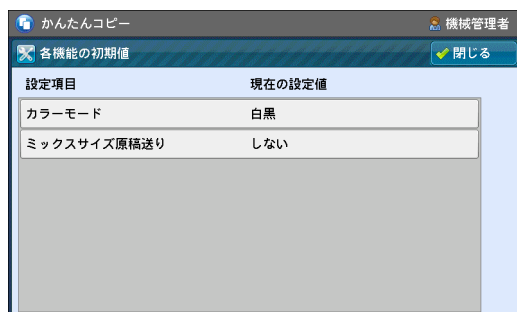 かんたんコピー 機械管理者
各機能の初期値 閉じる
設定項目 現在の設定値
カラーモード 白黒
ミックスサイズ原稿送り しない